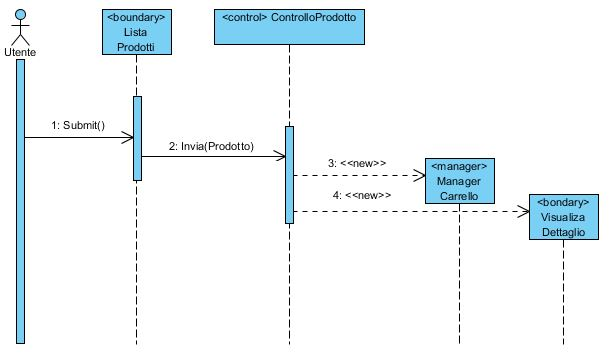 <boundary>
Lista
Prodotti
<control> ControlloProdotto
Utente
1: Submit()
2: Invia(Prodotto)
3: <<new>>
<manager>
Manager
Carrello
4: <<new>>
<bondary>
Visualiza
Dettaglio